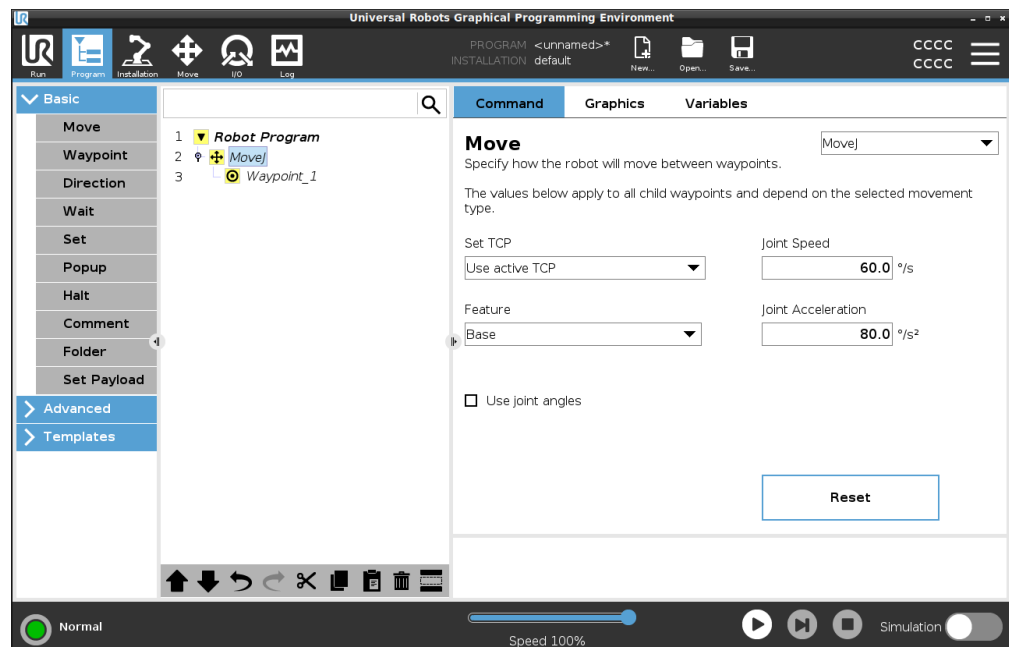 Universal Robots Graphical Programming Environment
UR
Run
Program
Installation
Move
I/O
Log
PROGRAM <unnamed>*
INSTALLATION default
New...
Open...
Save...
CCCC
CCCC
Basic
Move
Waypoint
Direction
Wait
Set
Popup
Halt
Comment
Folder
Set Payload
Advanced
Templates
1 Robot Program
2 MoveJ
3 Waypoint_1
Command Graphics Variables
Move
MoveJ
Specify how the robot will move between waypoints.
The values below apply to all child waypoints and depend on the selected movement
type.
Set TCP
Use active TCP
Joint Speed
60.0 °/s
Feature
Base
Joint Acceleration
80.0 °/s²
Use joint angles
Reset
Normal
Speed 100%
Simulation